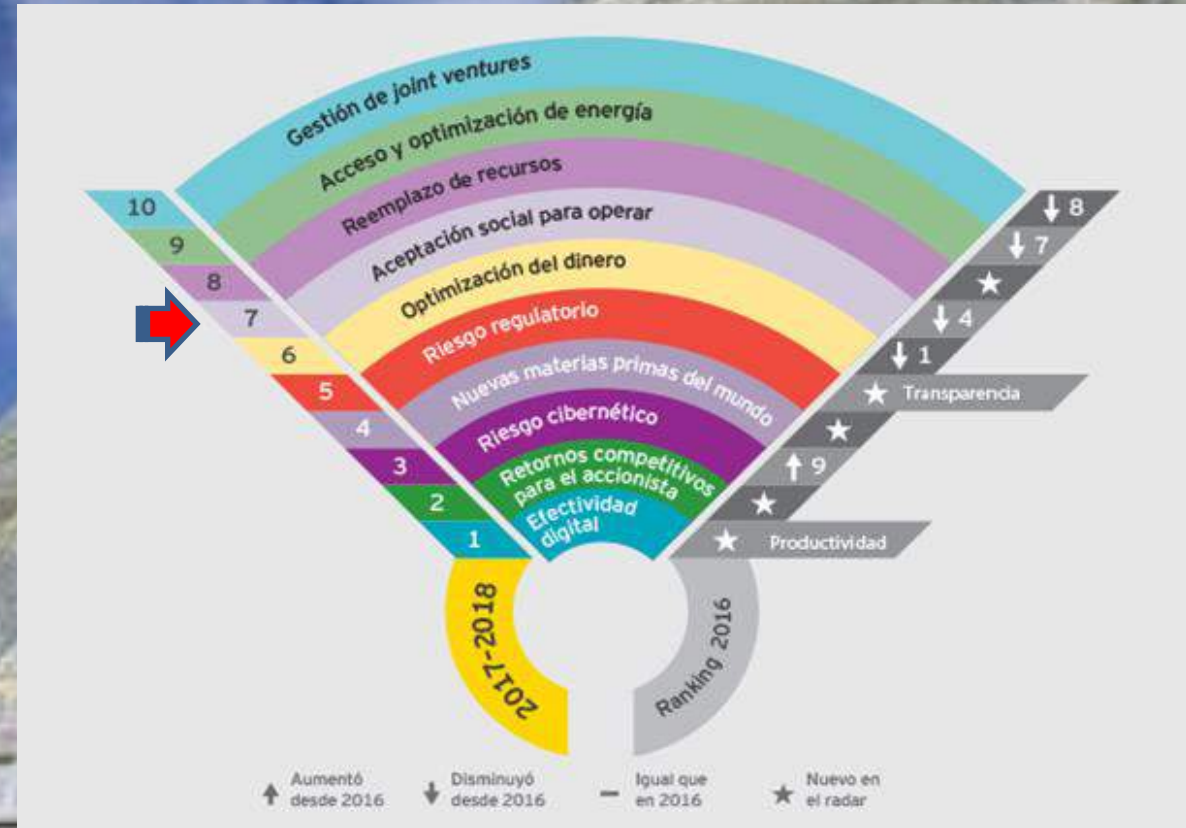 Gestión de joint ventures
Acceso y optimización de energía
Reemplazo de recursos
Aceptación social para operar
Optimización del dinero
Riesgo regulatorio
Nuevas materias primas del mundo
Riesgo cibernético
Retornos competitivos
para el accionista
Efectividad
digital
10
9
8
7
6
5
4
3
2
1
8
7
4
1
Transparencia
9
Productividad
2017-2018
Ranking 2016
Aumentó
desde 2016
Disminuyó
desde 2016
Igual que
en 2016
Nuevo en
el radar